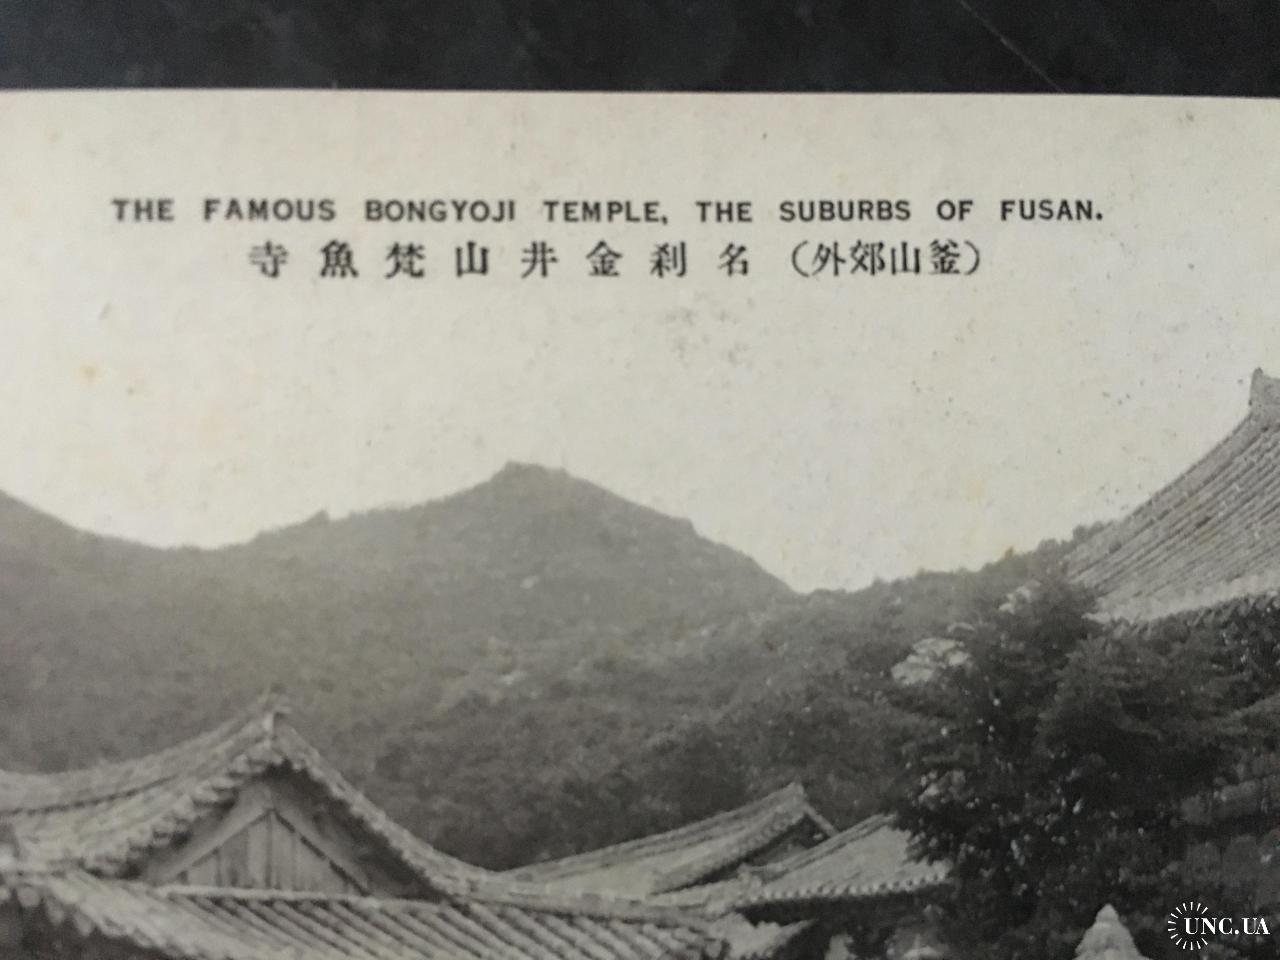 THE FAMOUS BONGYOJI TEMPLE, THE SUBURBS OF FUSAN.
（釜山郊外）名刹金井山梵魚寺
UNC.UA